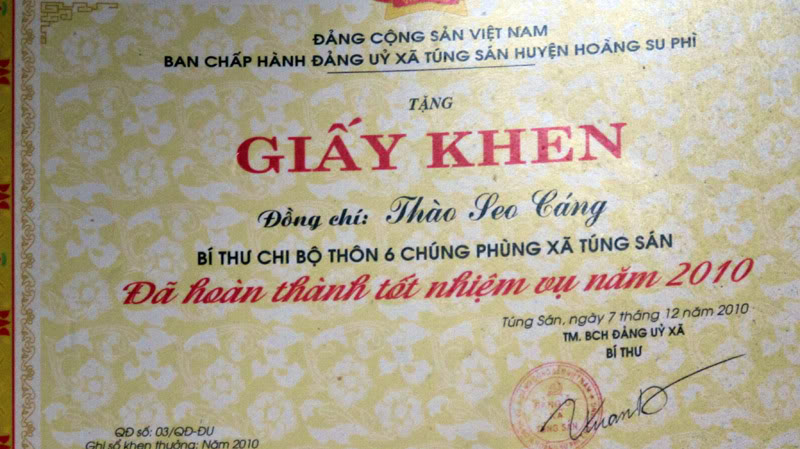 ĐẢNG CỘNG SẢN VIỆT NAM
BAN CHẤP HÀNH ĐẢNG UỶ XÃ TÚNG SÁN HUYỆN HOÀNG SU PHÌ
TẶNG
GIẤY KHEN
Đồng chí: Thào Seo Cáng
BÍ THƯ CHI BỘ THÔN 6 CHÚNG PHÙNG XÃ TÚNG SÁN
Đã hoàn thành tốt nhiệm vụ năm 2010
Túng Sán, ngày 7 tháng 12 năm 2010
TM. BCH ĐẢNG UỶ XÃ
BÍ THƯ
TÙNG SÁN
QĐ số: 03/QĐ-ĐU
Ghi sổ khen thưởng: Năm 2010